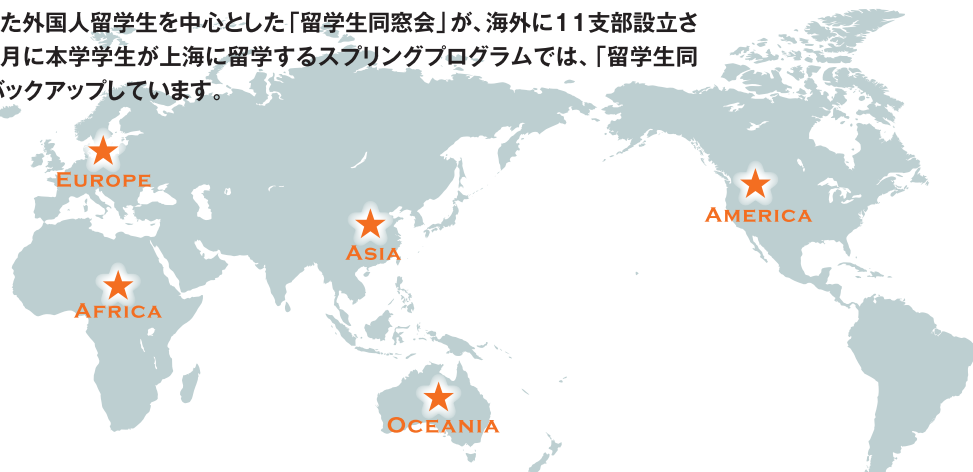 た外国人留学生を中心とした「留学生同窓会」が、海外に11支部設立さ
月に本学学生が上海に留学するスプリングプログラムでは、「留学生同
バックアップしています。
EUROPE
AMERICA
ASIA
AFRICA
OCEANIA